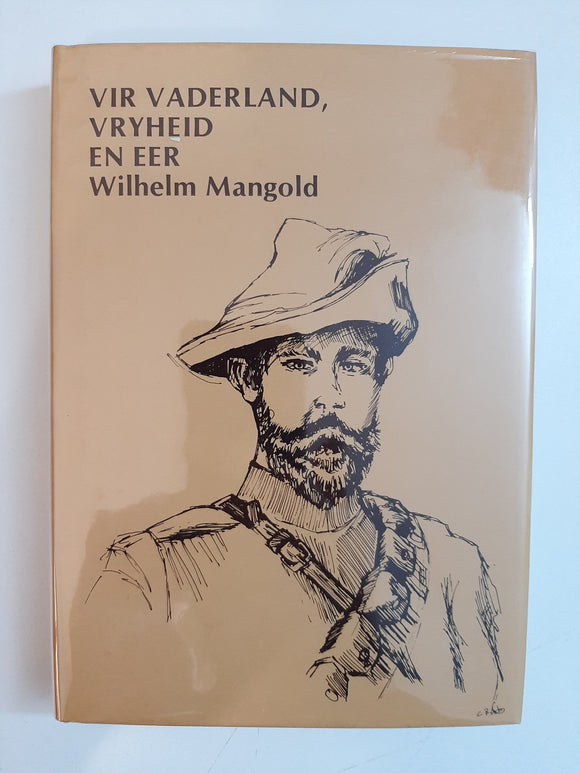 VIR VADERLAND,
VRYHEID
EN EER
Wilhelm Mangold